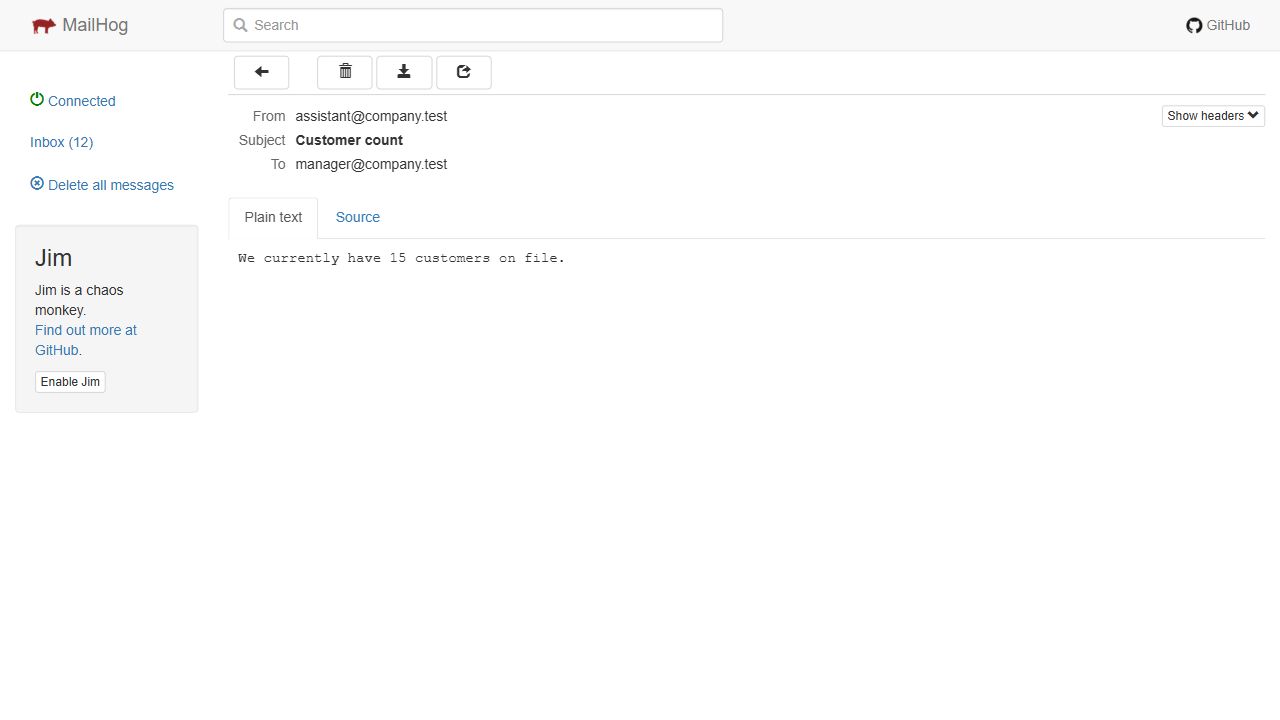 MailHog
Search
GitHub
Connected
Inbox (12)
Delete all messages
Jim
Jim is a chaos
monkey.
Find out more at
GitHub.
Enable Jim
From assistant@company.test
Show headers
Subject Customer count
To manager@company.test
Plain text
Source
We currently have 15 customers on file.